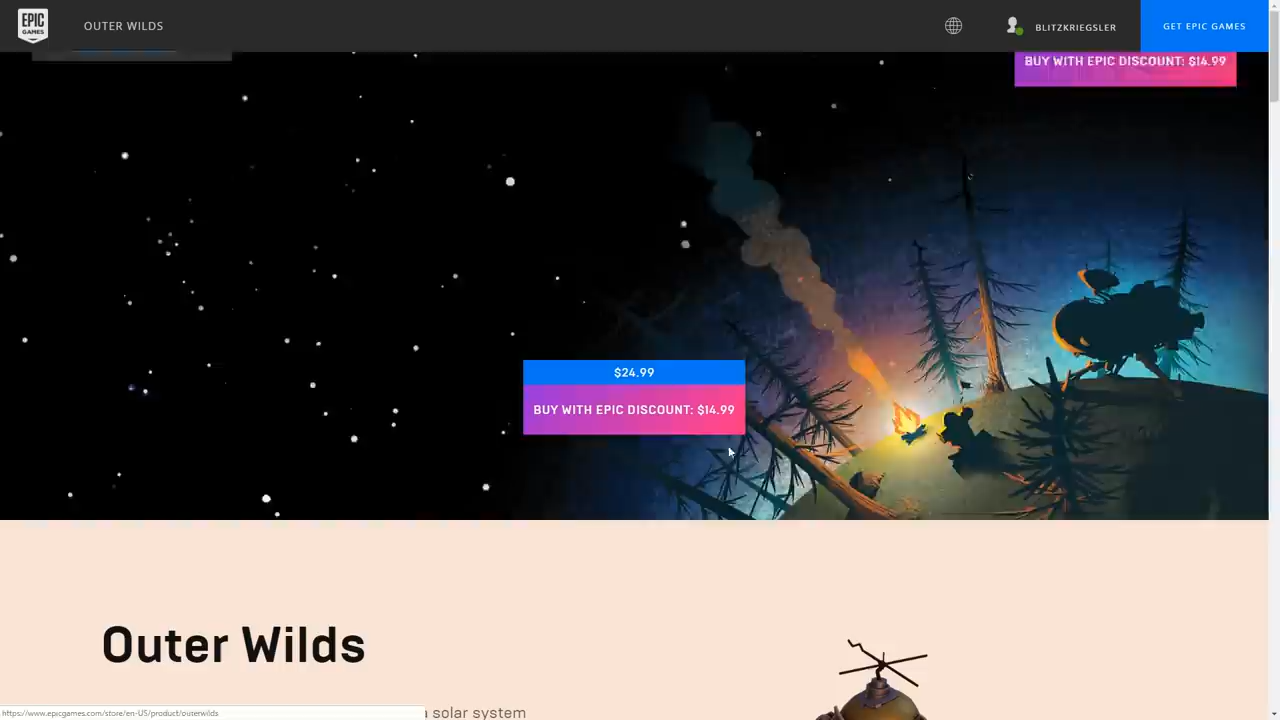 EPIC
GAMES
OUTER WILDS
BLITZKRIEGSLER
GET EPIC GAMES
BUY WITH EPIC DISCOUNT: $14.99
$24.99
BUY WITH EPIC DISCOUNT: $14.99
Outer Wilds
a solar system
https://www.epicgames.com/store/en-US/product/outerwilds